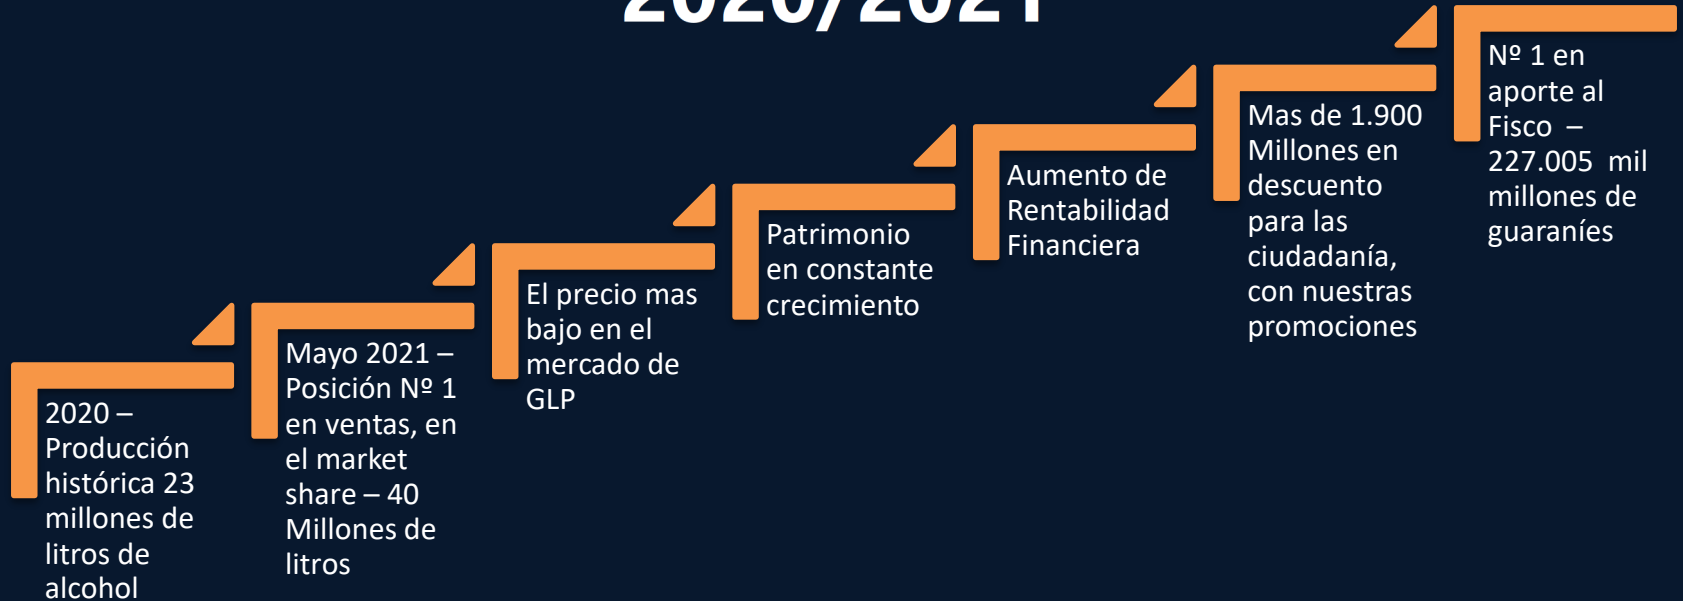 2020/2021
2020 –
Producción
histórica 23
millones de
litros de
alcohol
Mayo 2021 –
Posición Nº 1
en ventas, en
el market
share – 40
Millones de
litros
El precio mas
bajo en el
mercado de
GLP
Patrimonio
en constante
crecimiento
Aumento de
Rentabilidad
Financiera
Mas de 1.900
Millones en
descuento
para las
ciudadanía,
con nuestras
promociones
Nº 1 en
aporte al
Fisco –
227.005 mil
millones de
guaraníes